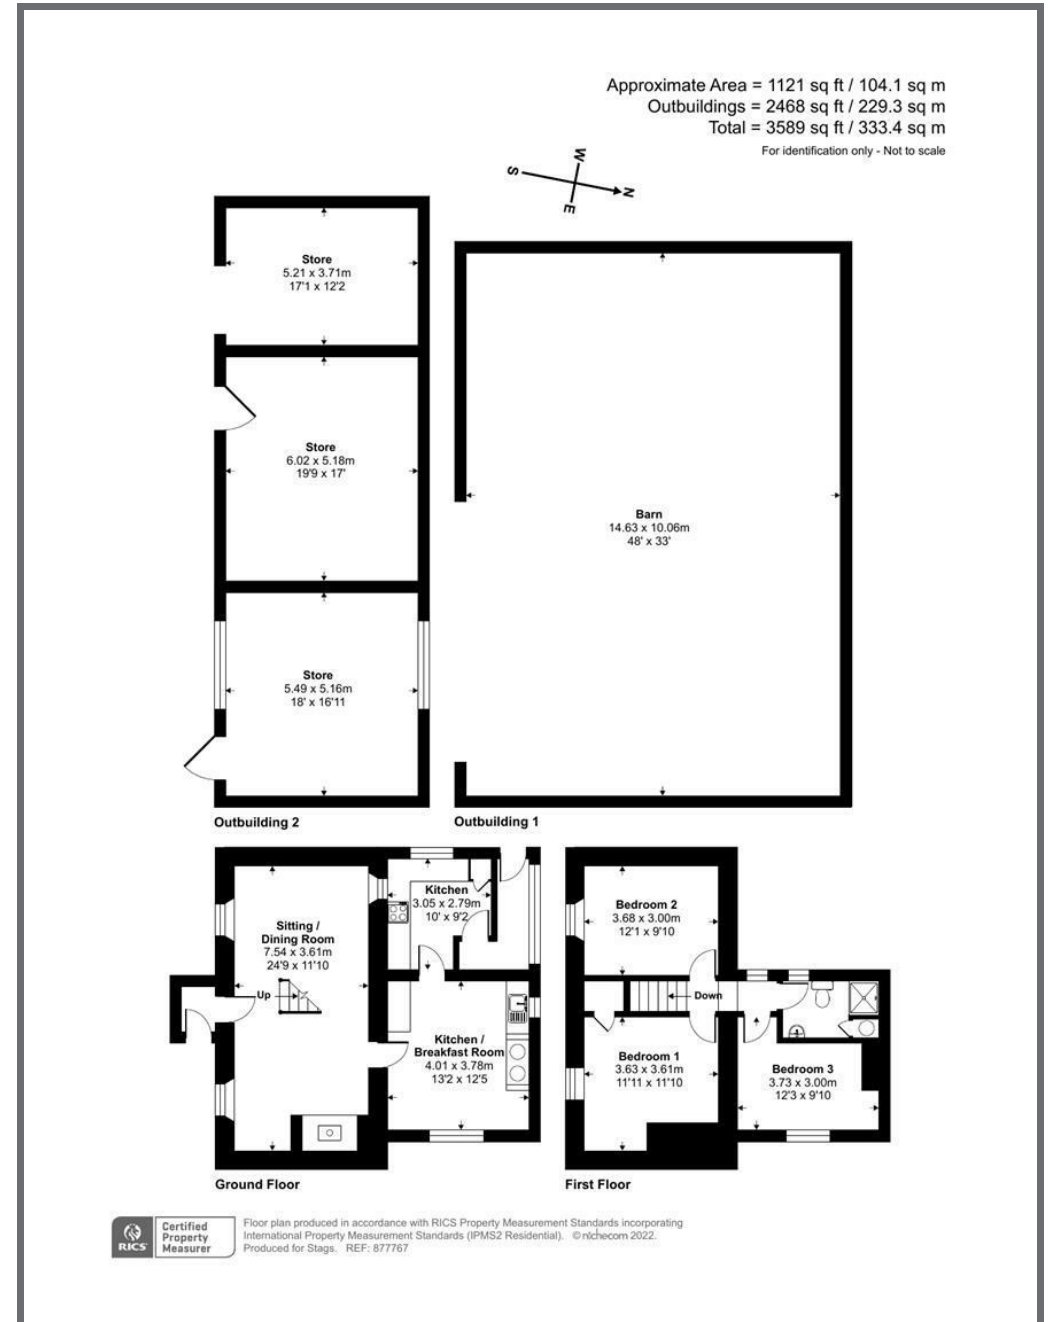 Approximate Area = 1121 sq ft / 104.1 sq m
Outbuildings = 2468 sq ft / 229.3 sq m
Total = 3589 sq ft / 333.4 sq m
For identification only - Not to scale
W
S
N
E
Store
5.21 x 3.71m
17'1 x 12'2
Store
6.02 x 5.18m
19'9 x 17'
Barn
14.63 x 10.06m
48' x 33'
Store
5.49 x 5.16m
18' x 16'11
Outbuilding 2
Outbuilding 1
Kitchen
3.05 x 2.79m
10' x 9'2
Sitting /
Dining Room
7.54 x 3.61m
24'9 x 11'10
Up
Kitchen /
Breakfast Room
4.01 x 3.78m
13'2 x 12'5
Ground Floor
Bedroom 2
3.68 x 3.00m
12'1 x 9'10
Down
Bedroom 1
3.63 x 3.61m
11'11 x 11'10
Bedroom 3
3.73 x 3.00m
12'3 x 9'10
First Floor
RICS
Certified
Property
Measurer
Floor plan produced in accordance with RICS Property Measurement Standards incorporating
International Property Measurement Standards (IPMS2 Residential). © nichecom 2022.
Produced for Stags. REF: 877767